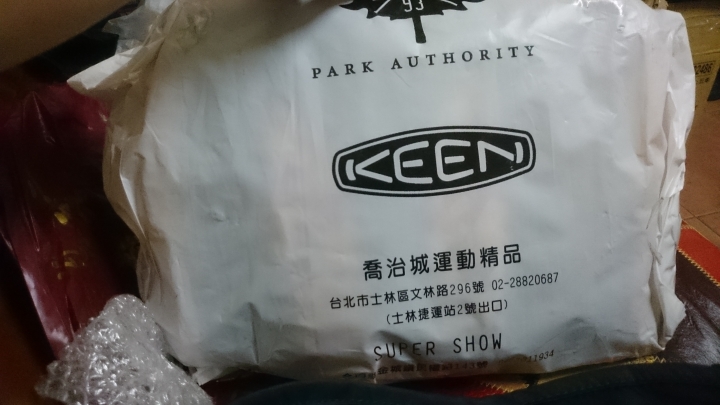 93
PARK AUTHORITY
KEEN
喬治城運動精品
台北市士林區文林路296號 02-28820687
(士林捷運站2號出口)
SUPER SHOW
11934